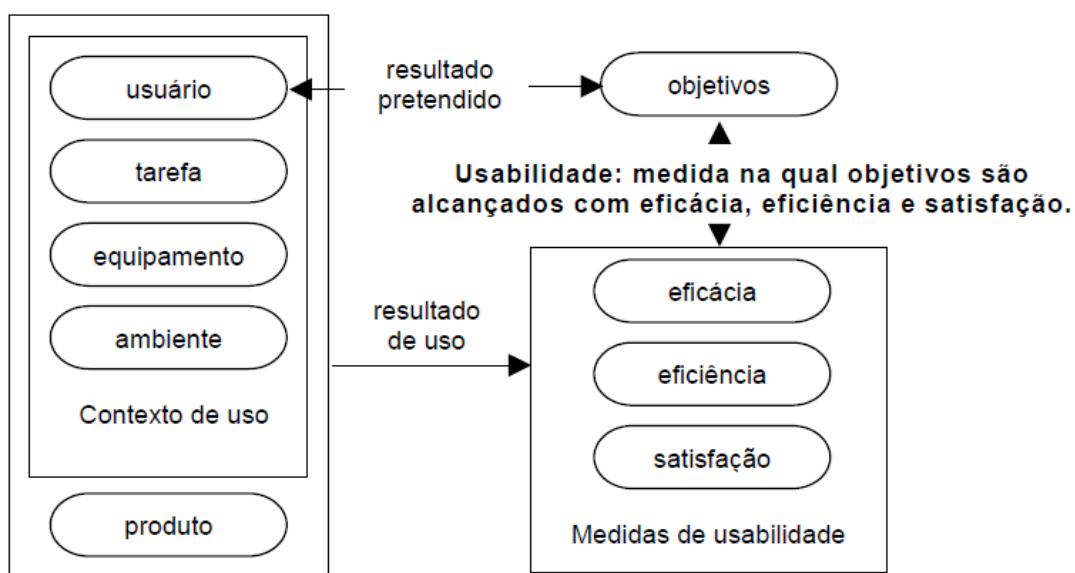 usuário
tarefa
equipamento
ambiente
Contexto de uso
produto
resultado
pretendido
objetivos
Usabilidade: medida na qual objetivos são
alcançados com eficácia, eficiência e satisfação.
resultado
de uso
eficácia
eficiência
satisfação
Medidas de usabilidade